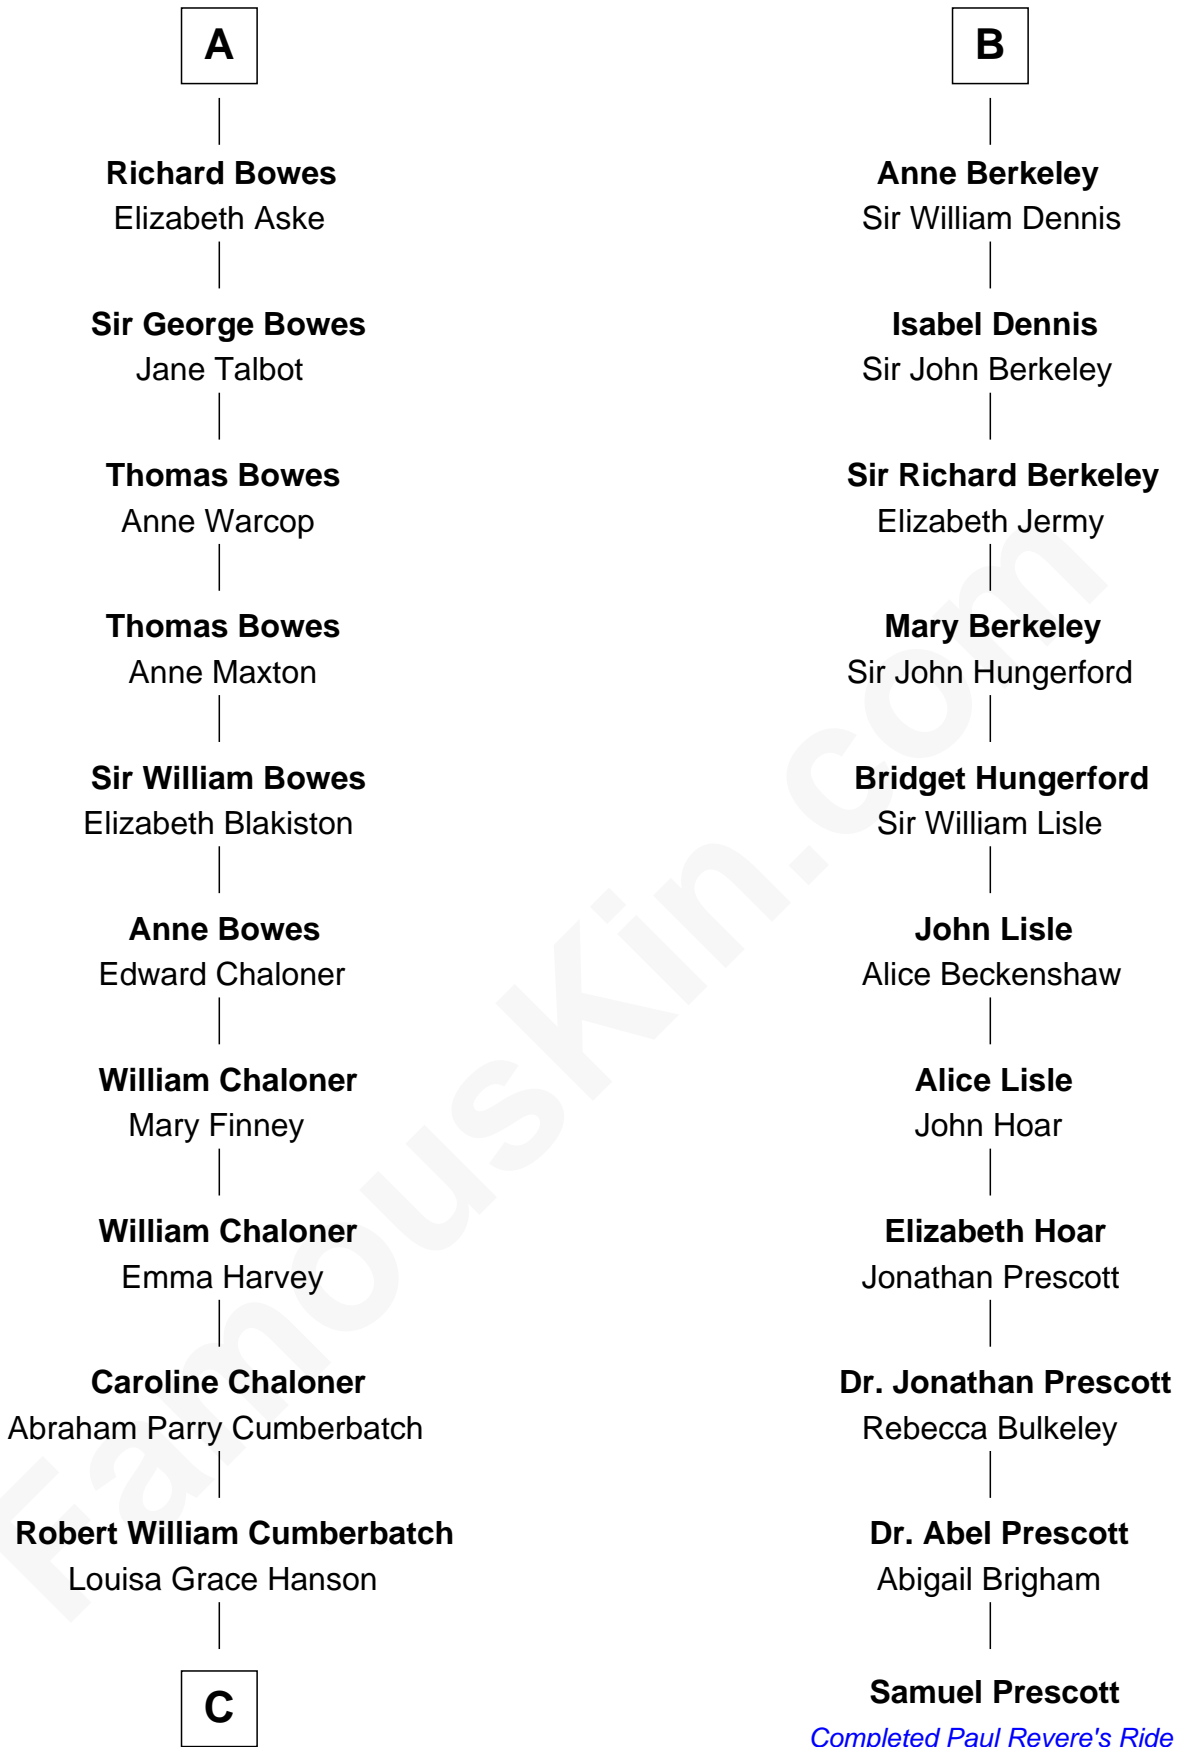 A
Richard Bowes
Elizabeth Aske
Sir George Bowes
Jane Talbot
Thomas Bowes
Anne Warcop
Thomas Bowes
Anne Maxton
Sir William Bowes
Elizabeth Blakiston
Anne Bowes
Edward Chaloner
William Chaloner
Mary Finney
William Chaloner
Emma Harvey
Caroline Chaloner
Abraham Parry Cumberbatch
Robert William Cumberbatch
Louisa Grace Hanson
C
B
Anne Berkeley
Sir William Dennis
Isabel Dennis
Sir John Berkeley
Sir Richard Berkeley
Elizabeth Jermy
Mary Berkeley
Sir John Hungerford
Bridget Hungerford
Sir William Lisle
John Lisle
Alice Beckenshaw
Alice Lisle
John Hoar
Elizabeth Hoar
Jonathan Prescott
Dr. Jonathan Prescott
Rebecca Bulkeley
Dr. Abel Prescott
Abigail Brigham
Samuel Prescott
Completed Paul Revere's Ride
FamousKin.com